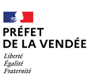 PRÉFET
DE LA VENDÉE
Liberté
Égalité
Fraternité